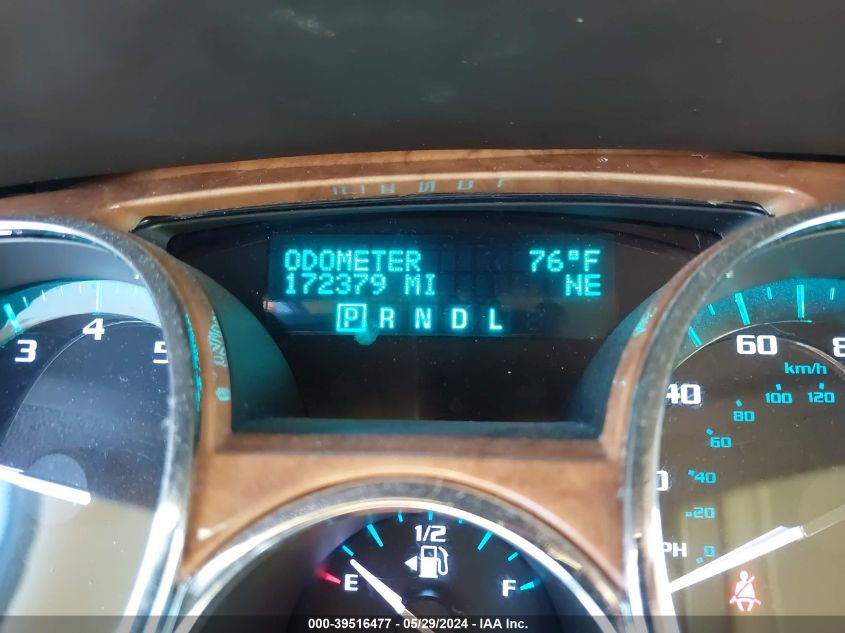 ODOMETER 76°F
172379 MI NE
P R N D L
3 4 5
40 60
km/h
0 20 40 60 80 100 120
1/2
E F
000-39516477 - 05/29/2024 - IAA Inc.